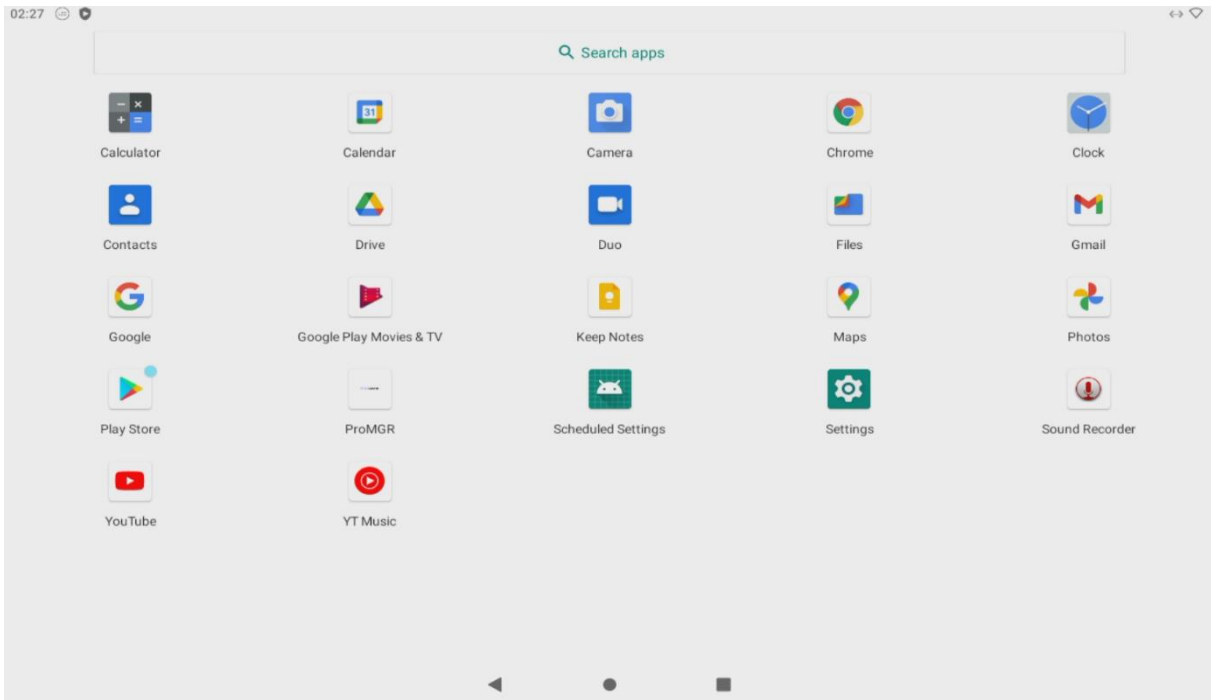 02:27
Search apps
Calculator Calendar Camera Chrome Clock
31
Contacts Drive Duo Files Gmail
Google Google Play Movies & TV Keep Notes Maps Photos
Play Store ProMGR Scheduled Settings Settings Sound Recorder
YouTube YT Music